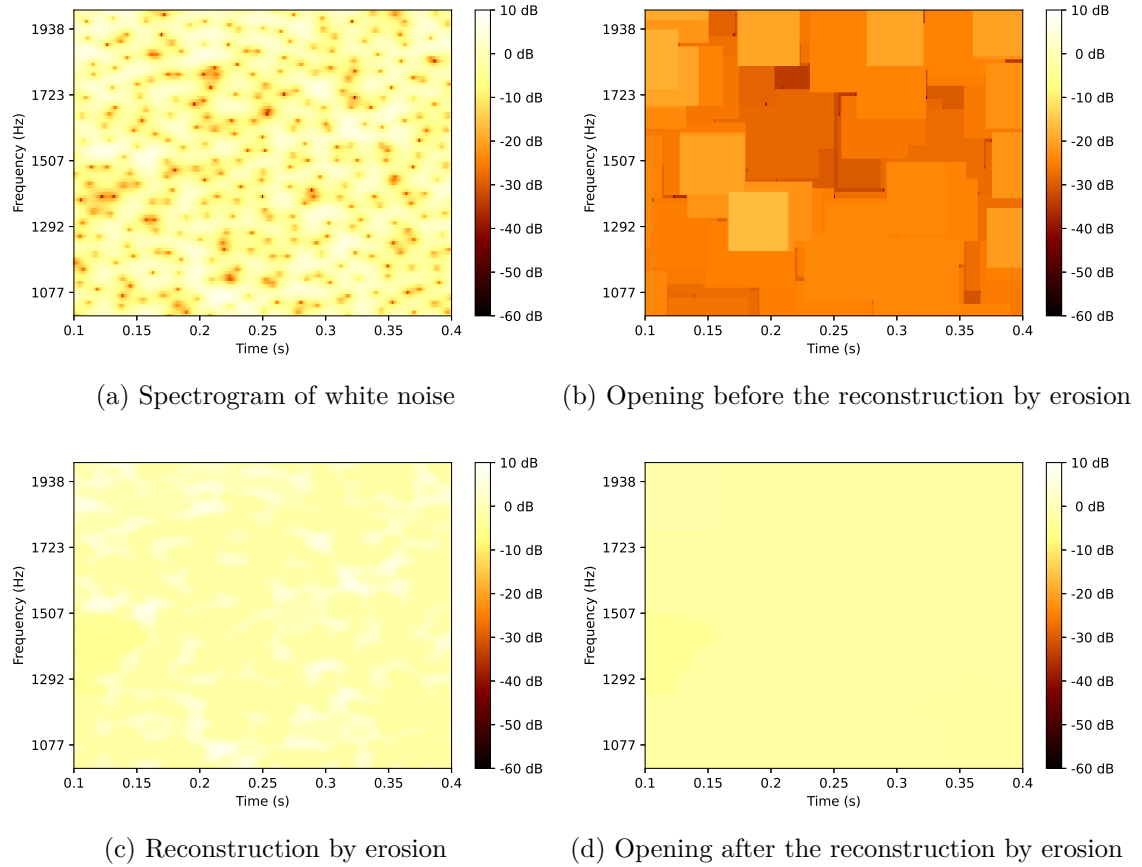 10 dB
0 dB
-10 dB
-20 dB
-30 dB
-40 dB
-50 dB
-60 dB
1938
1723
1507
1292
1077
Frequency (Hz)
0.1 0.15 0.2 0.25 0.3 0.35 0.4
Time (s)
(a) Spectrogram of white noise
10 dB
0 dB
-10 dB
-20 dB
-30 dB
-40 dB
-50 dB
-60 dB
1938
1723
1507
1292
1077
Frequency (Hz)
0.1 0.15 0.2 0.25 0.3 0.35 0.4
Time (s)
(b) Opening before the reconstruction by erosion
10 dB
0 dB
-10 dB
-20 dB
-30 dB
-40 dB
-50 dB
-60 dB
1938
1723
1507
1292
1077
Frequency (Hz)
0.1 0.15 0.2 0.25 0.3 0.35 0.4
Time (s)
(c) Reconstruction by erosion
10 dB
0 dB
-10 dB
-20 dB
-30 dB
-40 dB
-50 dB
-60 dB
1938
1723
1507
1292
1077
Frequency (Hz)
0.1 0.15 0.2 0.25 0.3 0.35 0.4
Time (s)
(d) Opening after the reconstruction by erosion